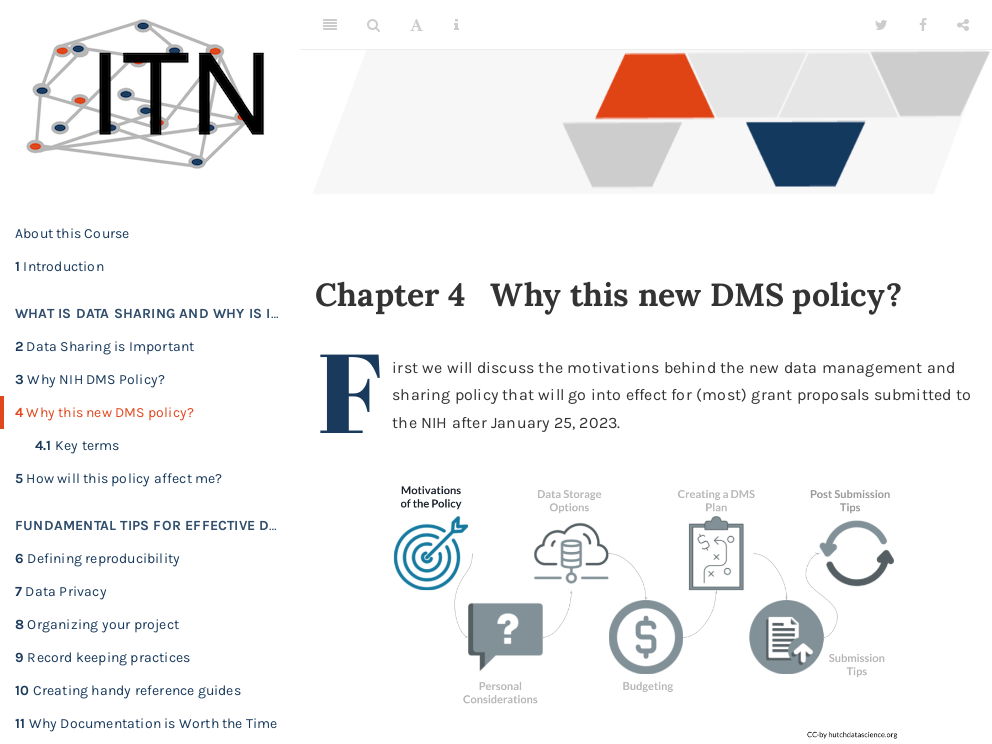 ITN
About this Course
1 Introduction
WHAT IS DATA SHARING AND WHY IS I…
2 Data Sharing is Important
3 Why NIH DMS Policy?
4 Why this new DMS policy?
4.1 Key terms
5 How will this policy affect me?
FUNDAMENTAL TIPS FOR EFFECTIVE D…
6 Defining reproducibility
7 Data Privacy
8 Organizing your project
9 Record keeping practices
10 Creating handy reference guides
11 Why Documentation is Worth the Time
A
i
Chapter 4 Why this new DMS policy?
First we will discuss the motivations behind the new data management and
sharing policy that will go into effect for (most) grant proposals submitted to
the NIH after January 25, 2023.
Motivations
of the Policy
Data Storage
Options
Creating a DMS
Plan
Post Submission
Tips
?
$
Personal
Considerations
Budgeting
Submission
Tips
CC-by hutchdatascience.org